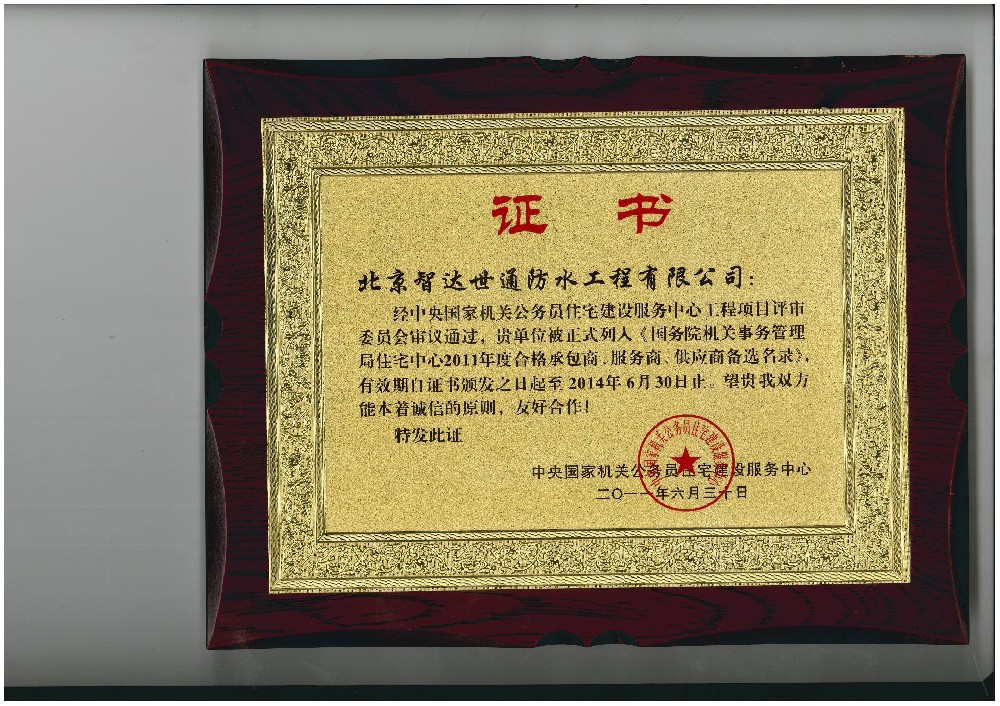 证书
北京智达世通防水工程有限公司：
经中央国家机关公务员住宅建设服务中心工程项目评审
委员会审议通过，贵单位被正式列入《国务院机关事务管理
局住宅中心2011年度合格承包商、服务商、供应商备选名录》，
有效期自证书颁发之日起至2014年6月30日止。望贵我双方
能本着诚信的原则，友好合作！
特发此证
中央国家机关公务员住宅建设服务中心
二〇一一年六月三十日